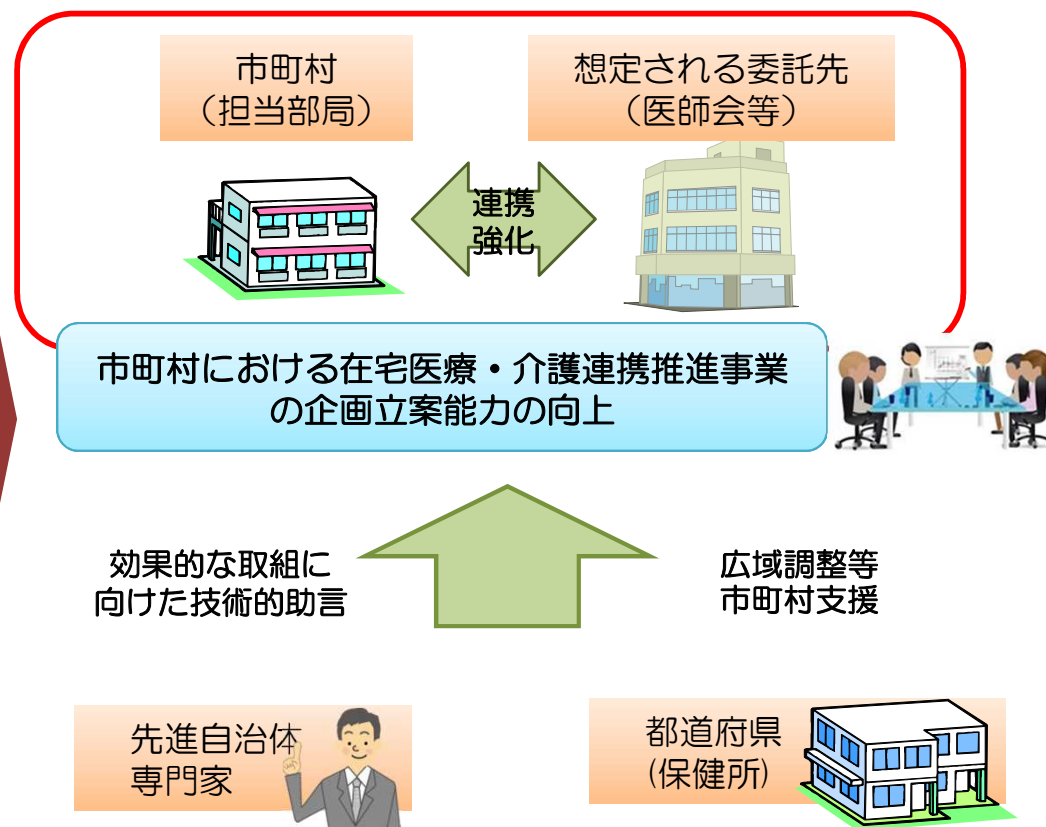 市町村
（担当部局）
想定される委託先
（医師会等）
連携
強化
市町村における在宅医療・介護連携推進事業
の企画立案能力の向上
効果的な取組に
向けた技術的助言
広域調整等
市町村支援
先進自治体
専門家
都道府県
(保健所)